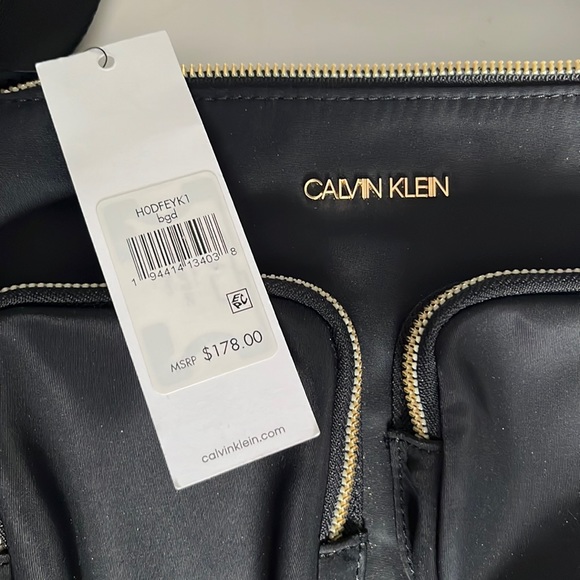 CALVIN KLEIN
H0DFEYK1
bgd
1 94414 13403 8
MSRP $178.00
calvinklein.com